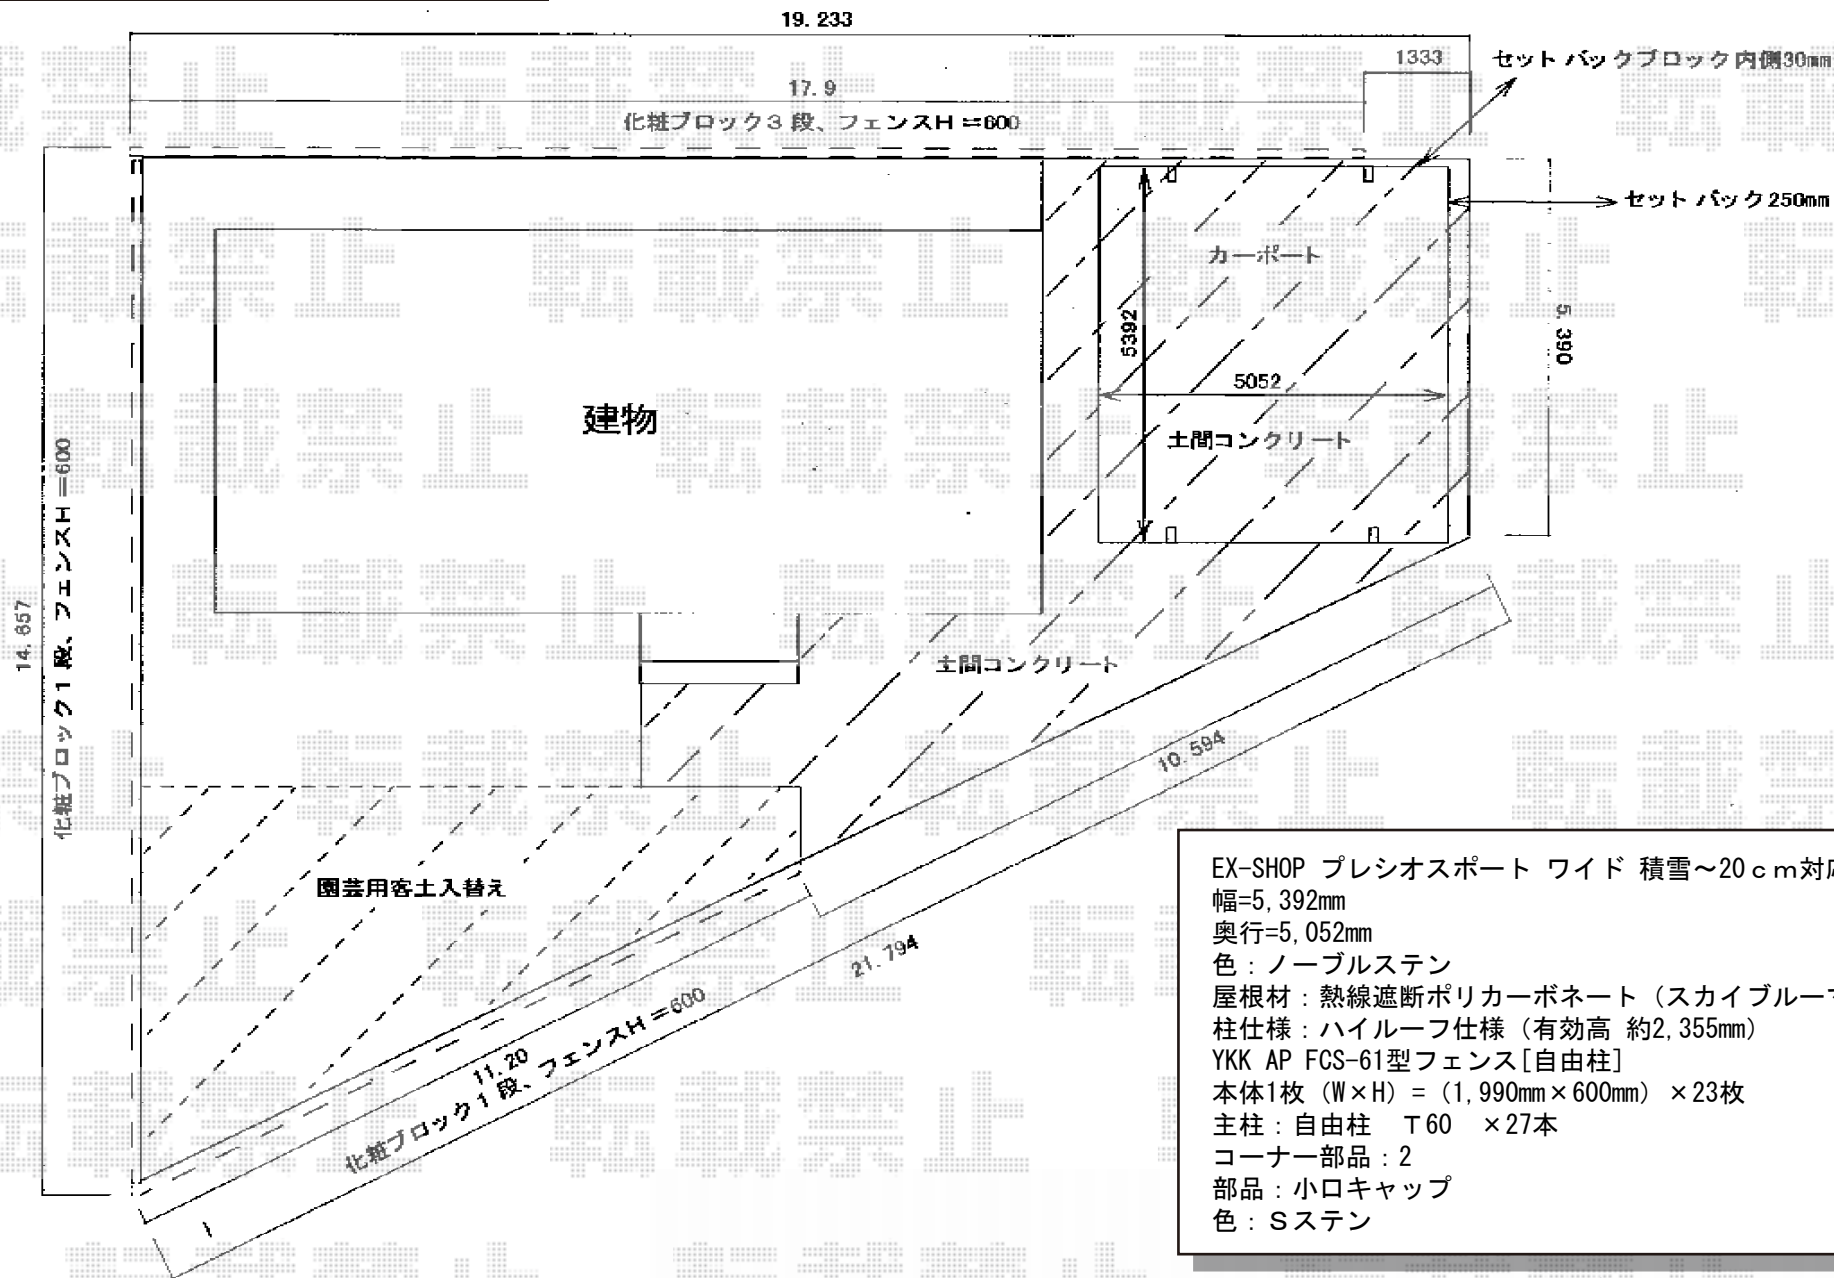 19.233
1333
セットバックブロック内側30mm
17.9
化粧ブロック3段、フェンスH=600
セットバック250mm
カーポート
5392
5.390
5052
建物
土間コンクリート
14.657
化粧ブロック1段、フェンスH=600
土間コンクリート
10.594
園芸用客土入替え
21.794
11.20
化粧ブロック1段、フェンスH=600
EX-SHOP プレシオスポート ワイド 積雪～20ｃｍ対応
幅=5,392mm
奥行=5,052mm
色：ノーブルステン
屋根材：熱線遮断ポリカーボネート（スカイブルーマ
柱仕様：ハイルーフ仕様（有効高 約2,355mm）
YKK AP FCS-61型フェンス[自由柱]
本体1枚（W×H）=（1,990mm×600mm）×23枚
主柱：自由柱　Ｔ60　×27本
コーナー部品：2
部品：小口キャップ
色：Ｓステン
転載禁止